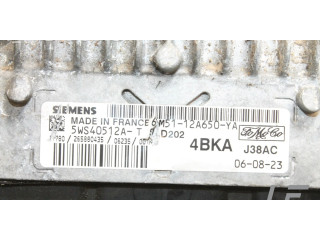 SIEMENS
MADE IN FRANCE 6M51-12A650-YA
5WS40512A-T D202
4BKA J38AC
06-08-23